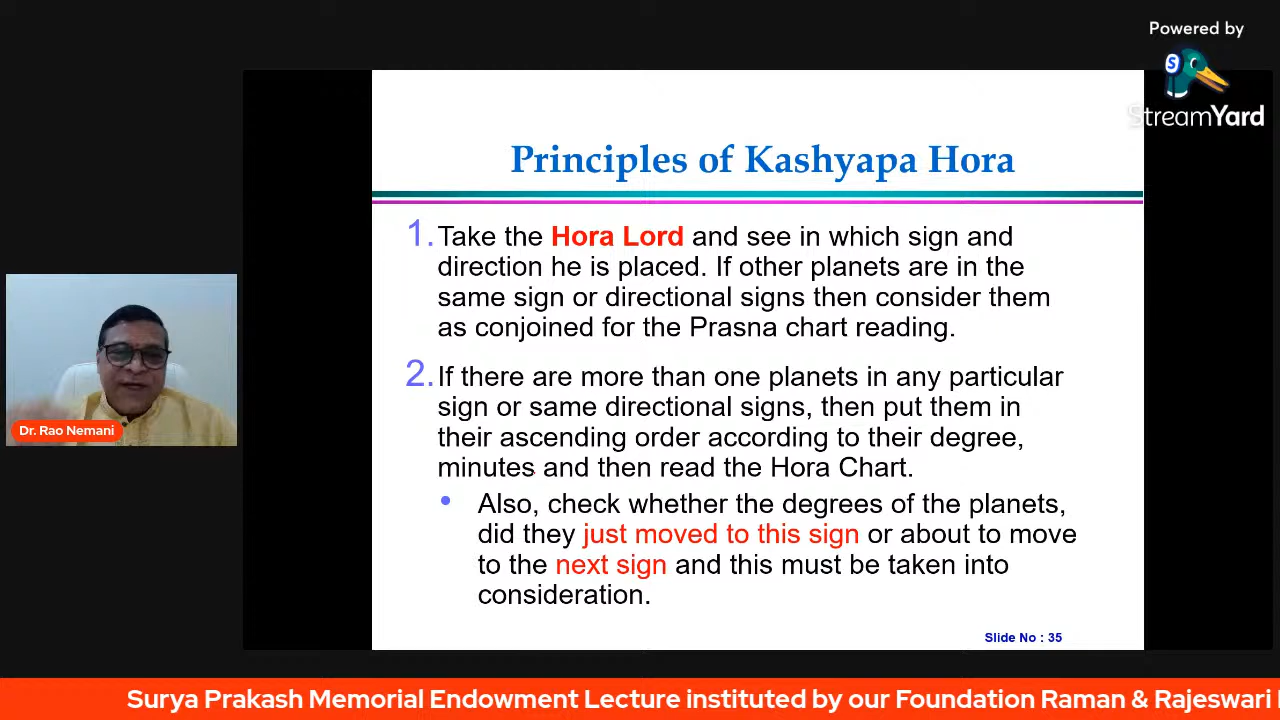 Powered by
S
StreamYard
Principles of Kashyapa Hora
1. Take the Hora Lord and see in which sign and
direction he is placed. If other planets are in the
same sign or directional signs then consider them
as conjoined for the Prasna chart reading.
2. If there are more than one planets in any particular
sign or same directional signs, then put them in
their ascending order according to their degree,
minutes and then read the Hora Chart.
• Also, check whether the degrees of the planets,
did they just moved to this sign or about to move
to the next sign and this must be taken into
consideration.
Slide No : 35
Dr. Rao Nemani
Surya Prakash Memorial Endowment Lecture instituted by our Foundation Raman & Rajeswari